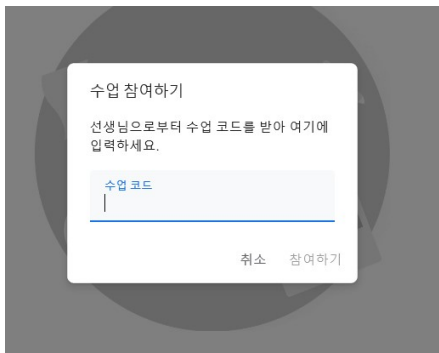 수업 참여하기
선생님으로부터 수업 코드를 받아 여기에
입력하세요.
수업 코드
취소 참여하기